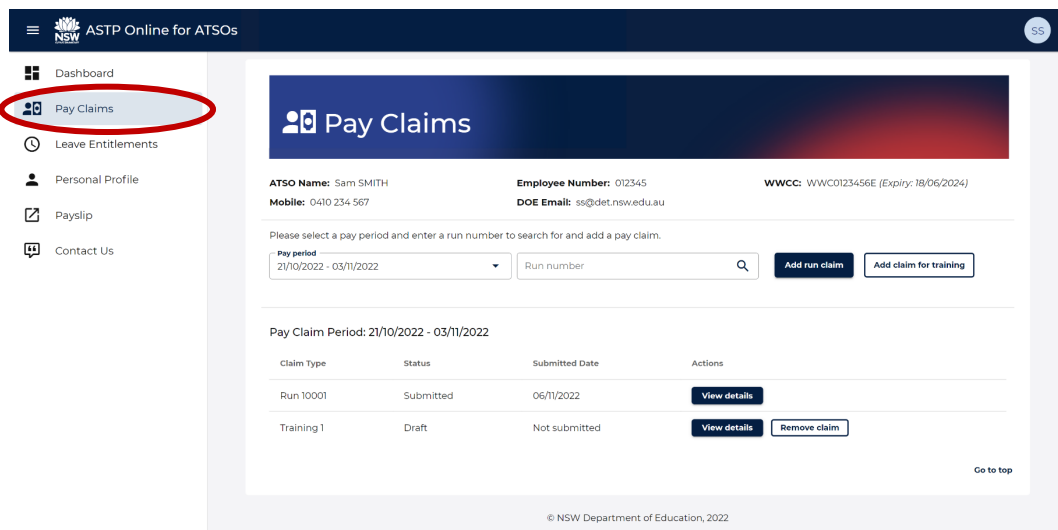 NSW
ASTP Online for ATSOs
SS
Dashboard
Pay Claims
Leave Entitlements
Personal Profile
Payslip
Contact Us
Pay Claims
ATSO Name: Sam SMITH Employee Number: 012345 WWCC: WWC0123456E (Expiry: 18/06/2024)
Mobile: 0410 234 567 DOE Email: ss@det.nsw.edu.au
Please select a pay period and enter a run number to search for and add a pay claim.
Pay period
21/10/2022 - 03/11/2022 Run number Add run claim Add claim for training
Pay Claim Period: 21/10/2022 - 03/11/2022
Claim Type Status Submitted Date Actions
Run 10001 Submitted 06/11/2022 View details
Training 1 Draft Not submitted View details Remove claim
Go to top
© NSW Department of Education, 2022